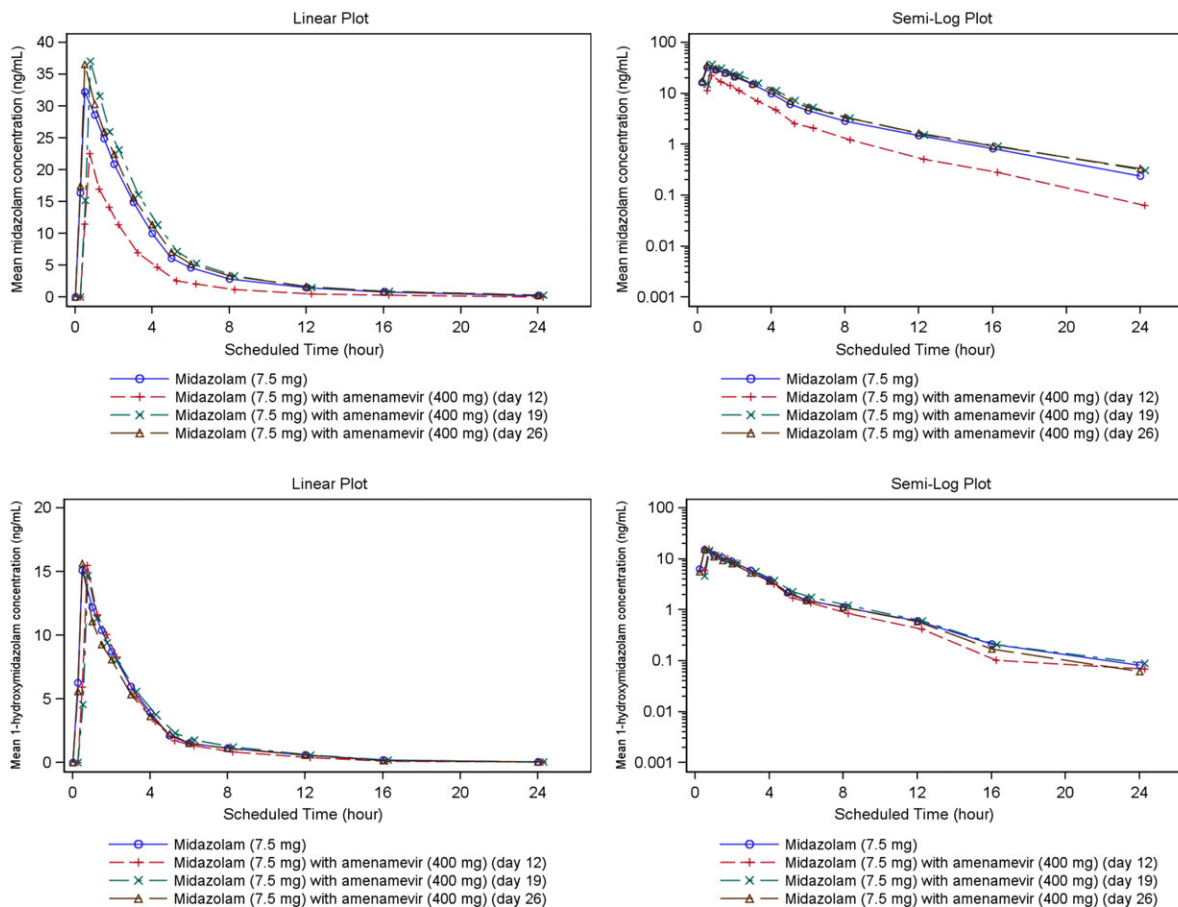 Linear Plot
Mean midazolam concentration (ng/mL)
40
35
30
25
20
15
10
5
0
0 4 8 12 16 20 24
Scheduled Time (hour)
Midazolam (7.5 mg)
Midazolam (7.5 mg) with amenamevir (400 mg) (day 12)
Midazolam (7.5 mg) with amenamevir (400 mg) (day 19)
Midazolam (7.5 mg) with amenamevir (400 mg) (day 26)
Semi-Log Plot
Mean midazolam concentration (ng/mL)
100
10
1
0.1
0.01
0.001
0 4 8 12 16 20 24
Scheduled Time (hour)
Midazolam (7.5 mg)
Midazolam (7.5 mg) with amenamevir (400 mg) (day 12)
Midazolam (7.5 mg) with amenamevir (400 mg) (day 19)
Midazolam (7.5 mg) with amenamevir (400 mg) (day 26)
Linear Plot
Mean 1-hydroxymidazolam concentration (ng/mL)
20
15
10
5
0
0 4 8 12 16 20 24
Scheduled Time (hour)
Midazolam (7.5 mg)
Midazolam (7.5 mg) with amenamevir (400 mg) (day 12)
Midazolam (7.5 mg) with amenamevir (400 mg) (day 19)
Midazolam (7.5 mg) with amenamevir (400 mg) (day 26)
Semi-Log Plot
Mean 1-hydroxymidazolam concentration (ng/mL)
100
10
1
0.1
0.01
0.001
0 4 8 12 16 20 24
Scheduled Time (hour)
Midazolam (7.5 mg)
Midazolam (7.5 mg) with amenamevir (400 mg) (day 12)
Midazolam (7.5 mg) with amenamevir (400 mg) (day 19)
Midazolam (7.5 mg) with amenamevir (400 mg) (day 26)